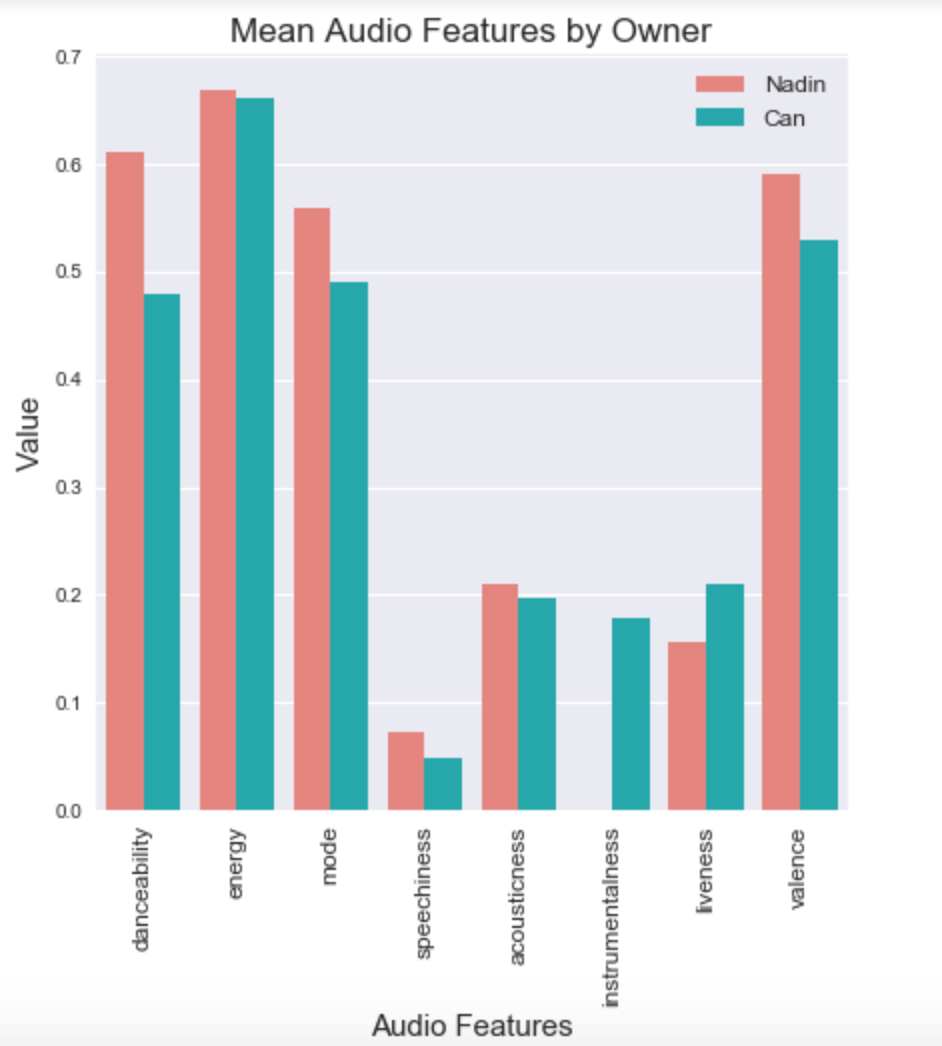 Mean Audio Features by Owner
0.7
Nadin
Can
0.6
0.5
0.4
0.3
0.2
0.1
0.0
Value
danceability
energy
mode
speechiness
acousticness
instrumentalness
liveness
valence
Audio Features